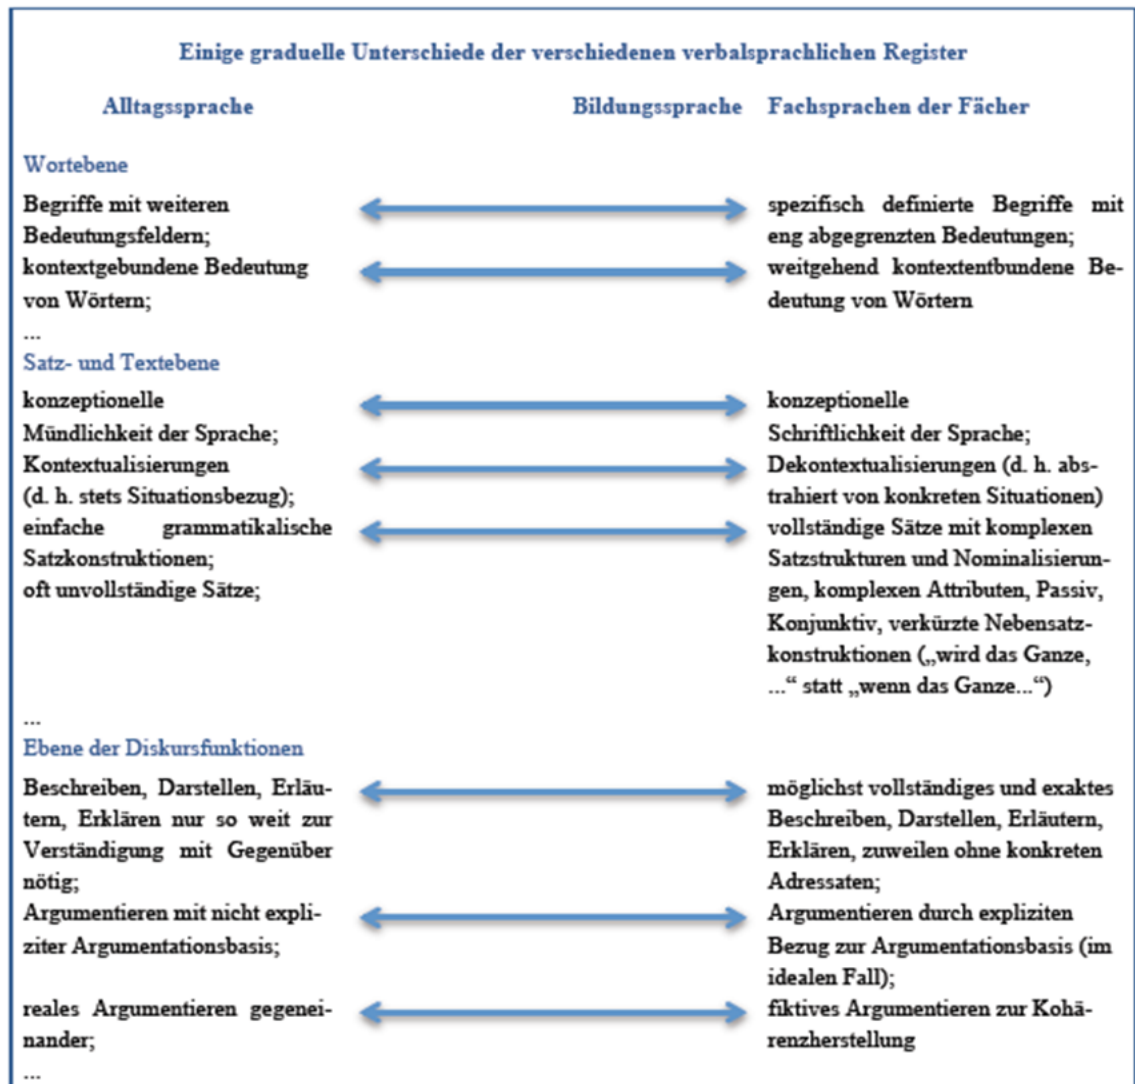 Einige graduelle Unterschiede der verschiedenen verbalsprachlichen Register
Alltagssprache Bildungssprache Fachsprachen der Fächer
Wortebene
Begriffe mit weiteren
Bedeutungsfeldern;
kontextgebundene Bedeutung
von Wörtern;
...
spezifisch definierte Begriffe mit
eng abgegrenzten Bedeutungen;
weitgehend kontextentbundene Be-
deutung von Wörtern
Satz- und Textebene
konzeptionelle
Mündlichkeit der Sprache;
Kontextualisierungen
(d. h. stets Situationsbezug);
einfache grammatikalische
Satzkonstruktionen;
oft unvollständige Sätze;
...
konzeptionelle
Schriftlichkeit der Sprache;
Dekontextualisierungen (d. h. abs-
trahiert von konkreten Situationen)
vollständige Sätze mit komplexen
Satzstrukturen und Nominalisierun-
gen, komplexen Attributen, Passiv,
Konjunktiv, verkürzte Nebensatz-
konstruktionen („wird das Ganze,
...“ statt „wenn das Ganze...“)
Ebene der Diskursfunktionen
Beschreiben, Darstellen, Erläu-
tern, Erklären nur so weit zur
Verständigung mit Gegenüber
nötig;
Argumentieren mit nicht expli-
ziter Argumentationsbasis;
reales Argumentieren gegenei-
nander;
...
möglichst vollständiges und exaktes
Beschreiben, Darstellen, Erläutern,
Erklären, zuweilen ohne konkreten
Adressaten;
Argumentieren durch expliziten
Bezug zur Argumentationsbasis (im
idealen Fall);
fiktives Argumentieren zur Kohä-
renzherstellung